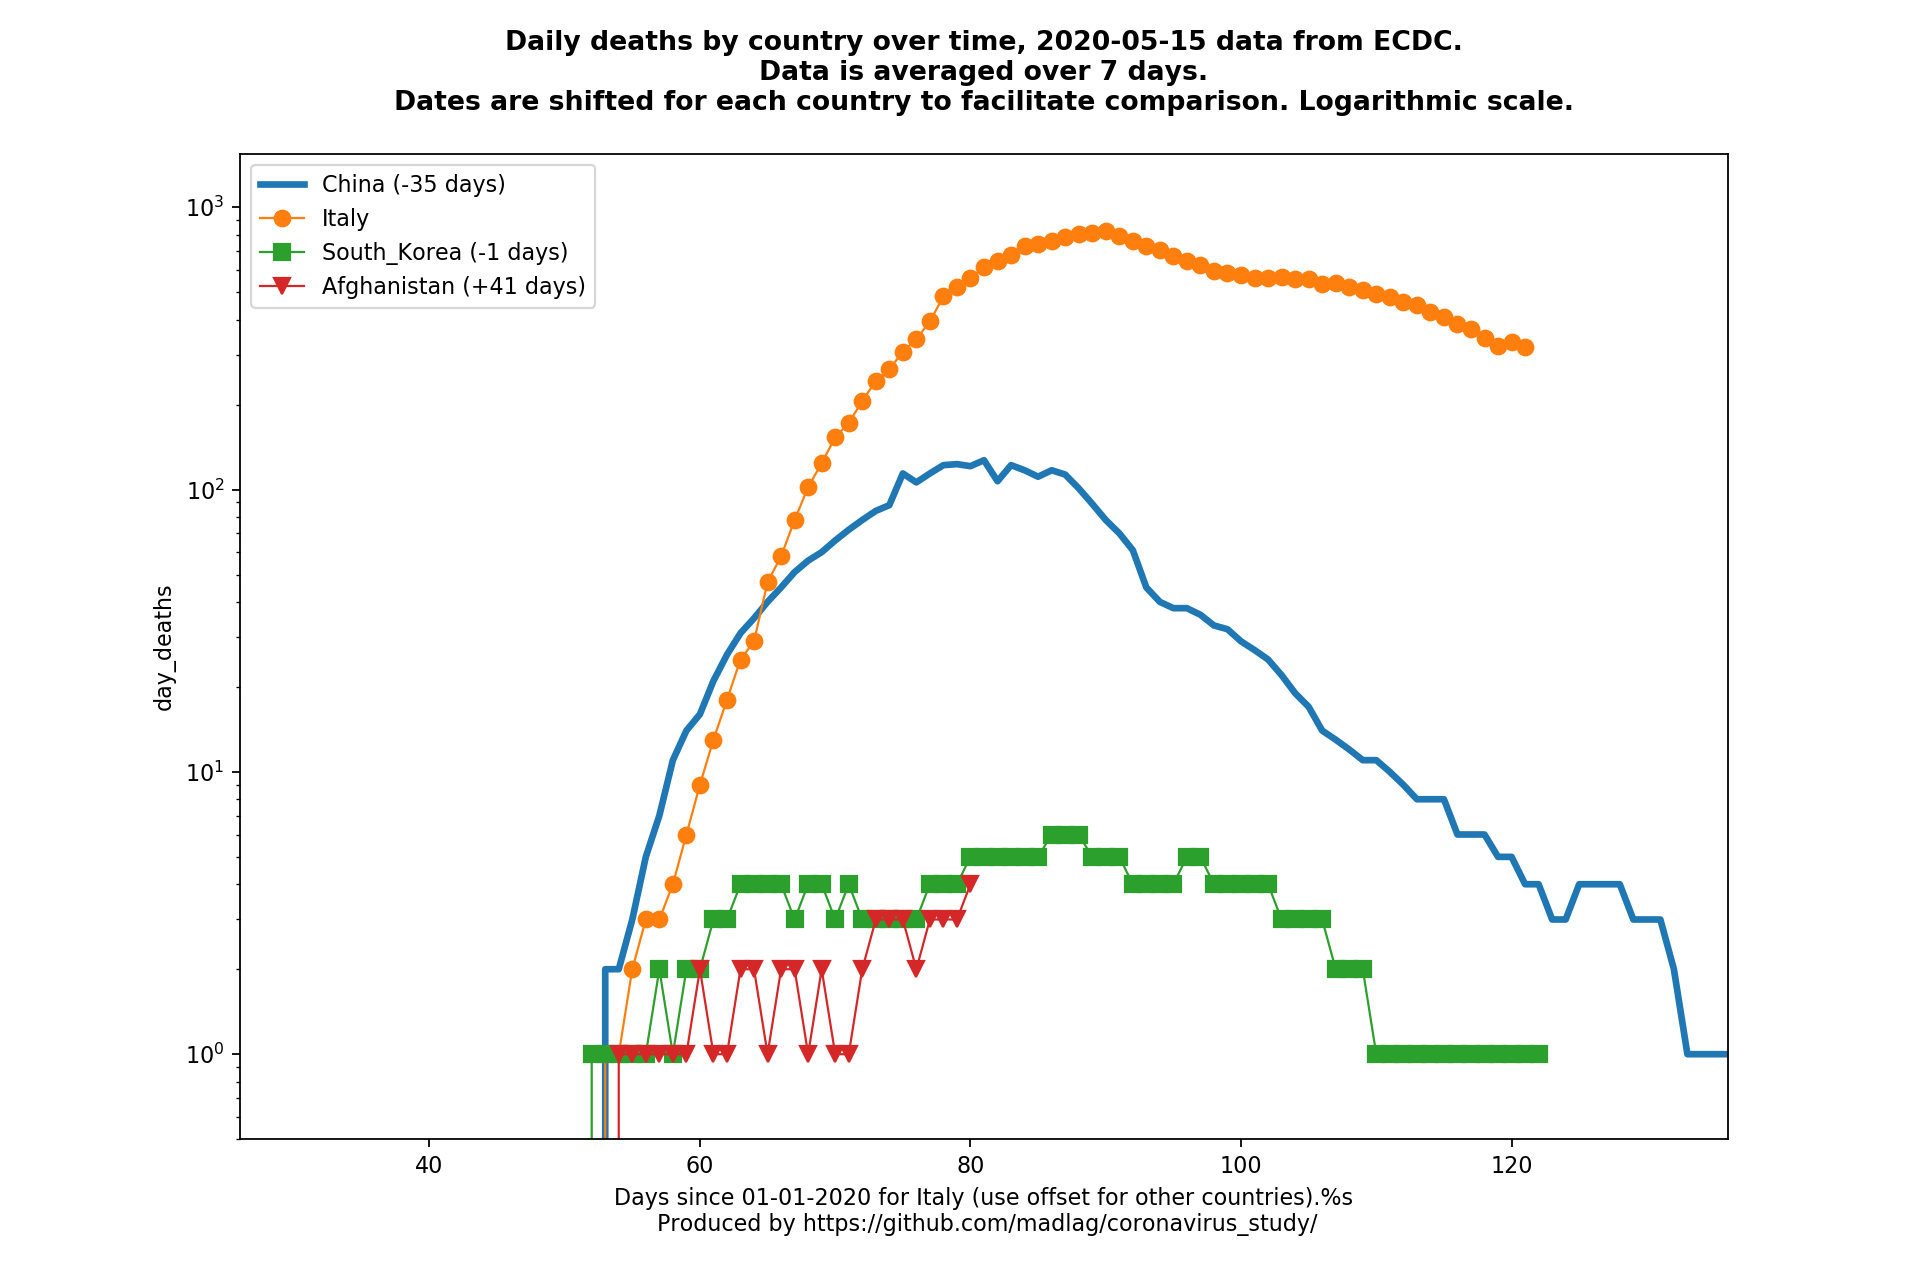 Daily deaths by country over time, 2020-05-15 data from ECDC.
Data is averaged over 7 days.
Dates are shifted for each country to facilitate comparison. Logarithmic scale.
China (-35 days)
Italy
South_Korea (-1 days)
Afghanistan (+41 days)
10³
10²
10¹
10⁰
day_deaths
40 60 80 100 120
Days since 01-01-2020 for Italy (use offset for other countries).%s
Produced by https://github.com/madlag/coronavirus_study/